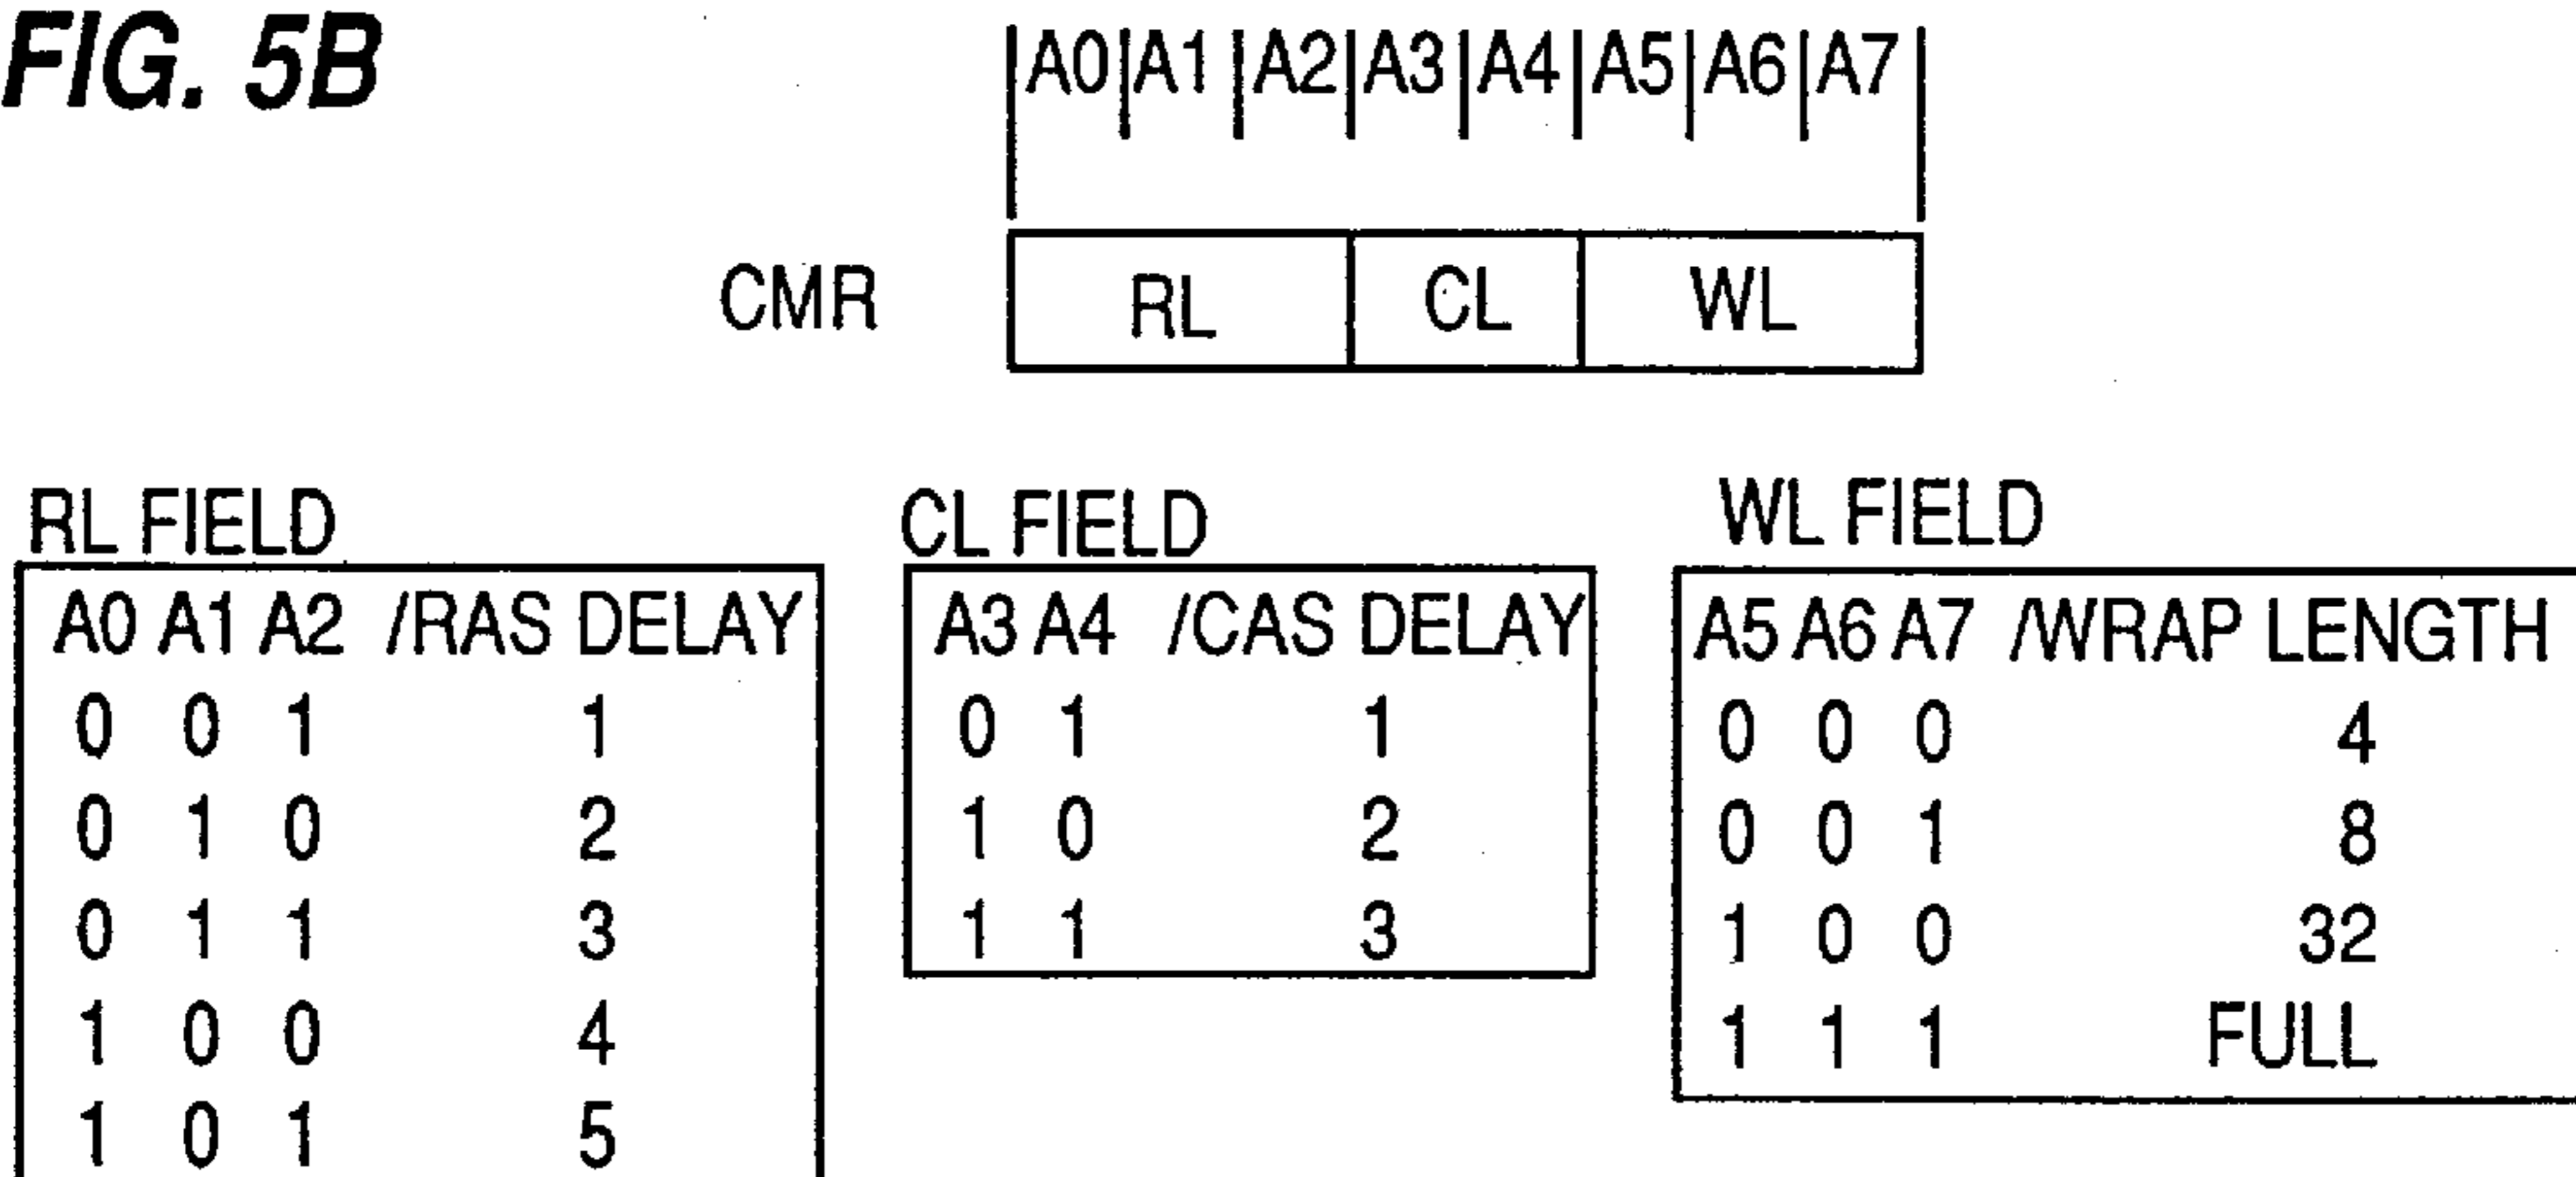 FIG. 5B
|A0|A1|A2|A3|A4|A5|A6|A7|
CMR RL CL WL
RL FIELD
A0 A1 A2 /RAS DELAY
0 0 1 1
0 1 0 2
0 1 1 3
1 0 0 4
1 0 1 5
CL FIELD
A3 A4 /CAS DELAY
0 1 1
1 0 2
1 1 3
WL FIELD
A5 A6 A7 /WRAP LENGTH
0 0 0 4
0 0 1 8
1 0 0 32
1 1 1 FULL